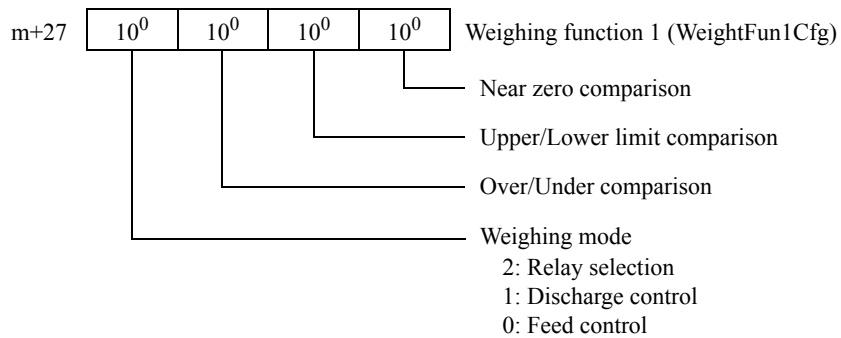 m+27 10⁰ 10⁰ 10⁰ 10⁰ Weighing function 1 (WeightFun1Cfg)
Near zero comparison
Upper/Lower limit comparison
Over/Under comparison
Weighing mode
2: Relay selection
1: Discharge control
0: Feed control